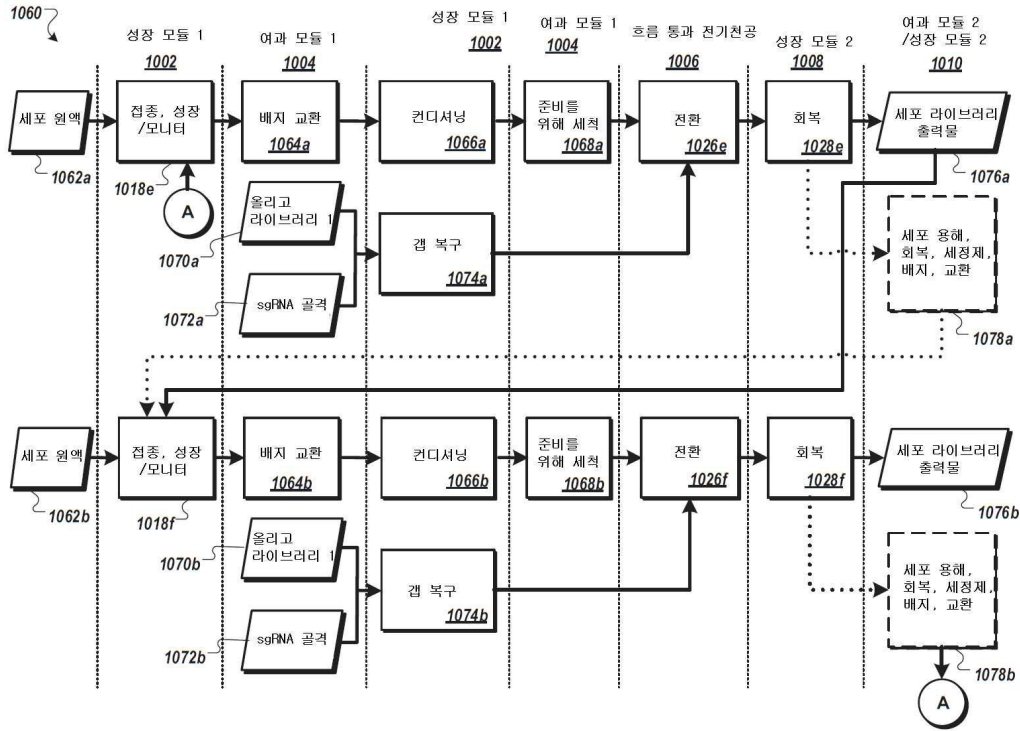 1060
성장 모듈 1
1002
여과 모듈 1
1004
성장 모듈 1
1002
여과 모듈 1
1004
흐름 통과 전기천공
1006
성장 모듈 2
1008
여과 모듈 2
/성장 모듈 2
1010
세포 원액
1062a
접종, 성장
/모니터
1018e
A
배지 교환
1064a
컨디셔닝
1066a
준비를
위해 세척
1068a
전환
1026e
회복
1028e
세포 라이브러리
출력물
1076a
올리고
라이브러리 1
1070a
sgRNA 골격
1072a
갭 복구
1074a
세포 용해,
회복, 세정제,
배지, 교환
1078a
세포 원액
1062b
접종, 성장
/모니터
1018f
배지 교환
1064b
컨디셔닝
1066b
준비를
위해 세척
1068b
전환
1026f
회복
1028f
세포 라이브러리
출력물
1076b
올리고
라이브러리 1
1070b
sgRNA 골격
1072b
갭 복구
1074b
세포 용해,
회복, 세정제,
배지, 교환
1078b
A